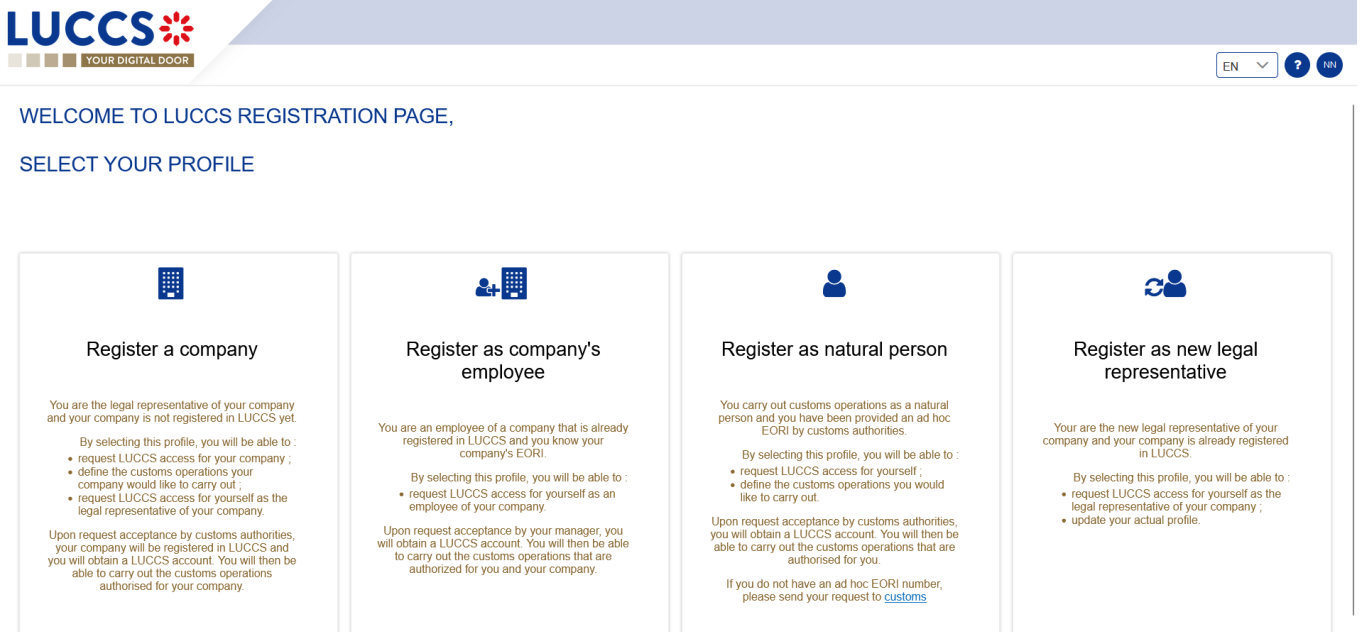 LUCCS
YOUR DIGITAL DOOR
EN
?
NN
WELCOME TO LUCCS REGISTRATION PAGE,
SELECT YOUR PROFILE
Register a company
You are the legal representative of your company
and your company is not registered in LUCCS yet.
By selecting this profile, you will be able to :
• request LUCCS access for your company ;
• define the customs operations your
company would like to carry out ;
• request LUCCS access for yourself as the
legal representative of your company.
Upon request acceptance by customs authorities,
your company will be registered in LUCCS and
you will obtain a LUCCS account. You will then be
able to carry out the customs operations
authorised for your company.
Register as company's
employee
You are an employee of a company that is already
registered in LUCCS and you know your
company's EORI.
By selecting this profile, you will be able to :
• request LUCCS access for yourself as an
employee of your company.
Upon request acceptance by your manager, you
will obtain a LUCCS account. You will then be able
to carry out the customs operations that are
authorized for you and your company.
Register as natural person
You carry out customs operations as a natural
person and you have been provided an ad hoc
EORI by customs authorities.
By selecting this profile, you will be able to :
• request LUCCS access for yourself ;
• define the customs operations you would
like to carry out.
Upon request acceptance by customs authorities,
you will obtain a LUCCS account. You will then be
able to carry out the customs operations that are
authorised for you.
If you do not have an ad hoc EORI number,
please send your request to customs
Register as new legal
representative
Your are the new legal representative of your
company and your company is already registered
in LUCCS.
By selecting this profile, you will be able to :
• request LUCCS access for yourself as the
legal representative of your company ;
• update your actual profile.